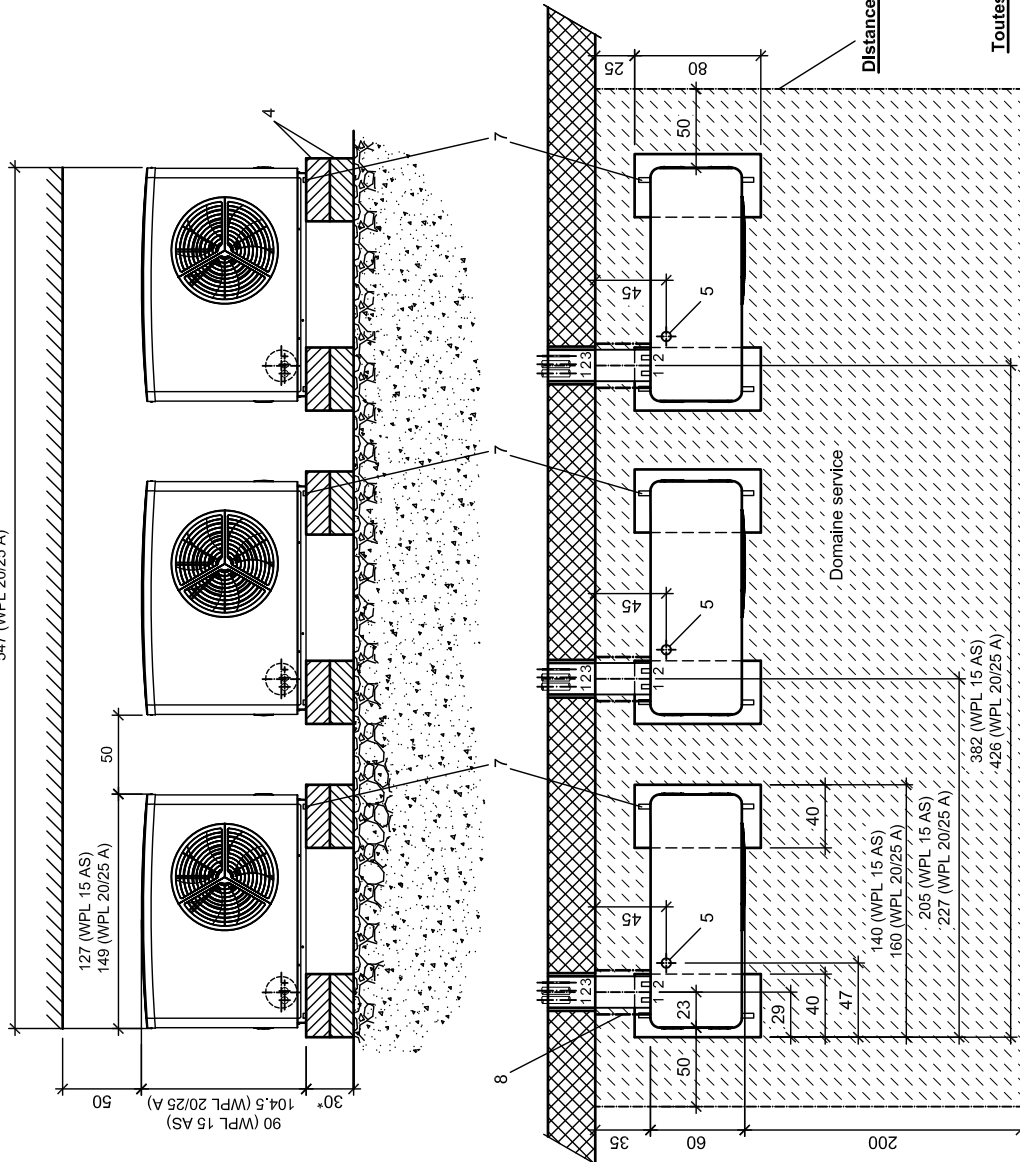 547 (WPL 20/25 A)
127 (WPL 15 AS)
149 (WPL 20/25 A)
50
50
90 (WPL 15 AS)
104.5 (WPL 20/25 A)
30*
4
7
7
7
8
123
123
123
1 2
1 2
1 2
45
45
45
5
5
5
25
80
50
35
60
200
50
23
29
40
47
40
140 (WPL 15 AS)
160 (WPL 20/25 A)
205 (WPL 15 AS)
227 (WPL 20/25 A)
382 (WPL 15 AS)
426 (WPL 20/25 A)
Domaine service
Distance
Toutes